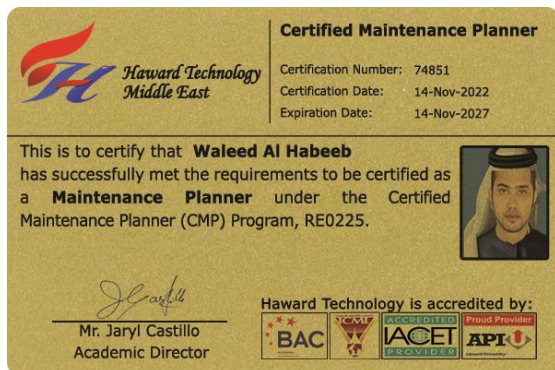 Haward Technology
Middle East
Certified Maintenance Planner
Certification Number: 74851
Certification Date: 14-Nov-2022
Expiration Date: 14-Nov-2027
This is to certify that Waleed Al Habeeb
has successfully met the requirements to be certified as
a Maintenance Planner under the Certified
Maintenance Planner (CMP) Program, RE0225.
Mr. Jaryl Castillo
Academic Director
Haward Technology is accredited by:
BAC
ACCREDITED
IACET
PROVIDER
Proud Provider
API U